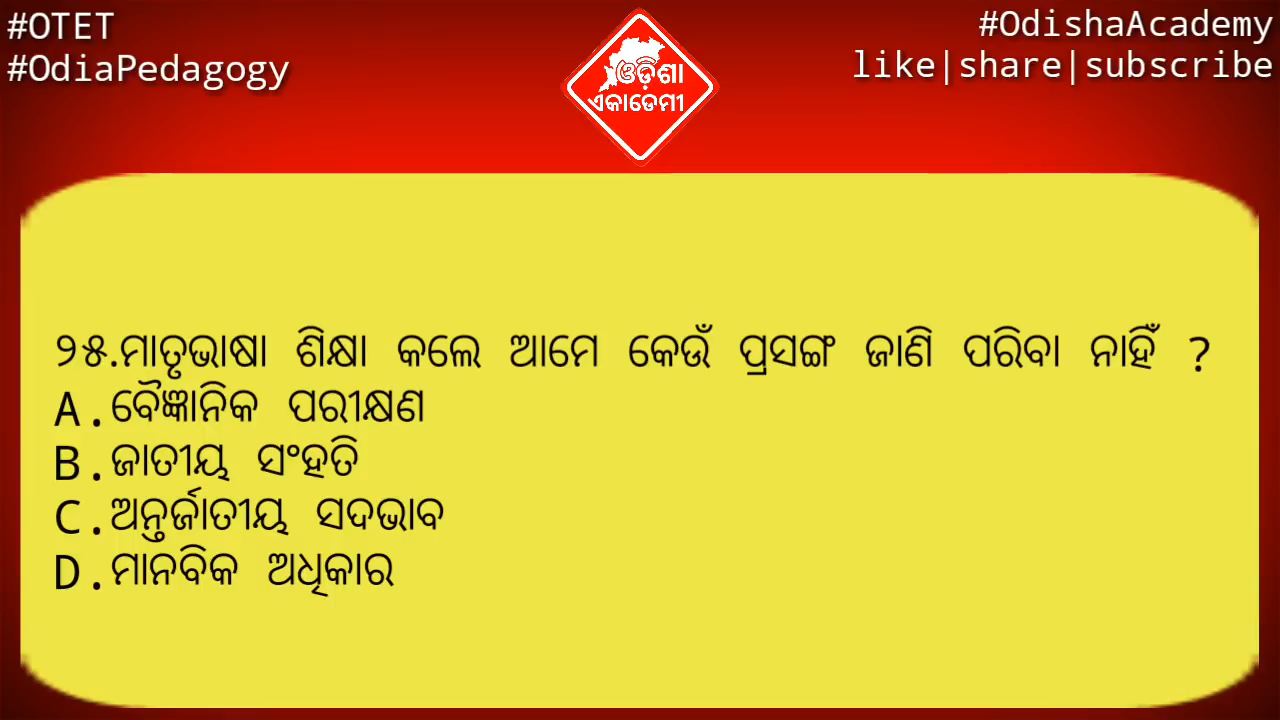 #OTET
#OdiaPedagogy
#OdishaAcademy
like|share|subscribe
ଓଡ଼ିଶା
ଏକାଡେମୀ
୨୫.ମାତୃଭାଷା ଶିକ୍ଷା କଲେ ଆମେ କେଉଁ ପ୍ରସଙ୍ଗ ଜାଣି ପରିବା ନାହିଁ ?
A.ବୈଜ୍ଞାନିକ ପରୀକ୍ଷଣ
B.ଜାତୀୟ ସଂହତି
C.ଅନ୍ତର୍ଜାତୀୟ ସଦଭାବ
D.ମାନବିକ ଅଧିକାର